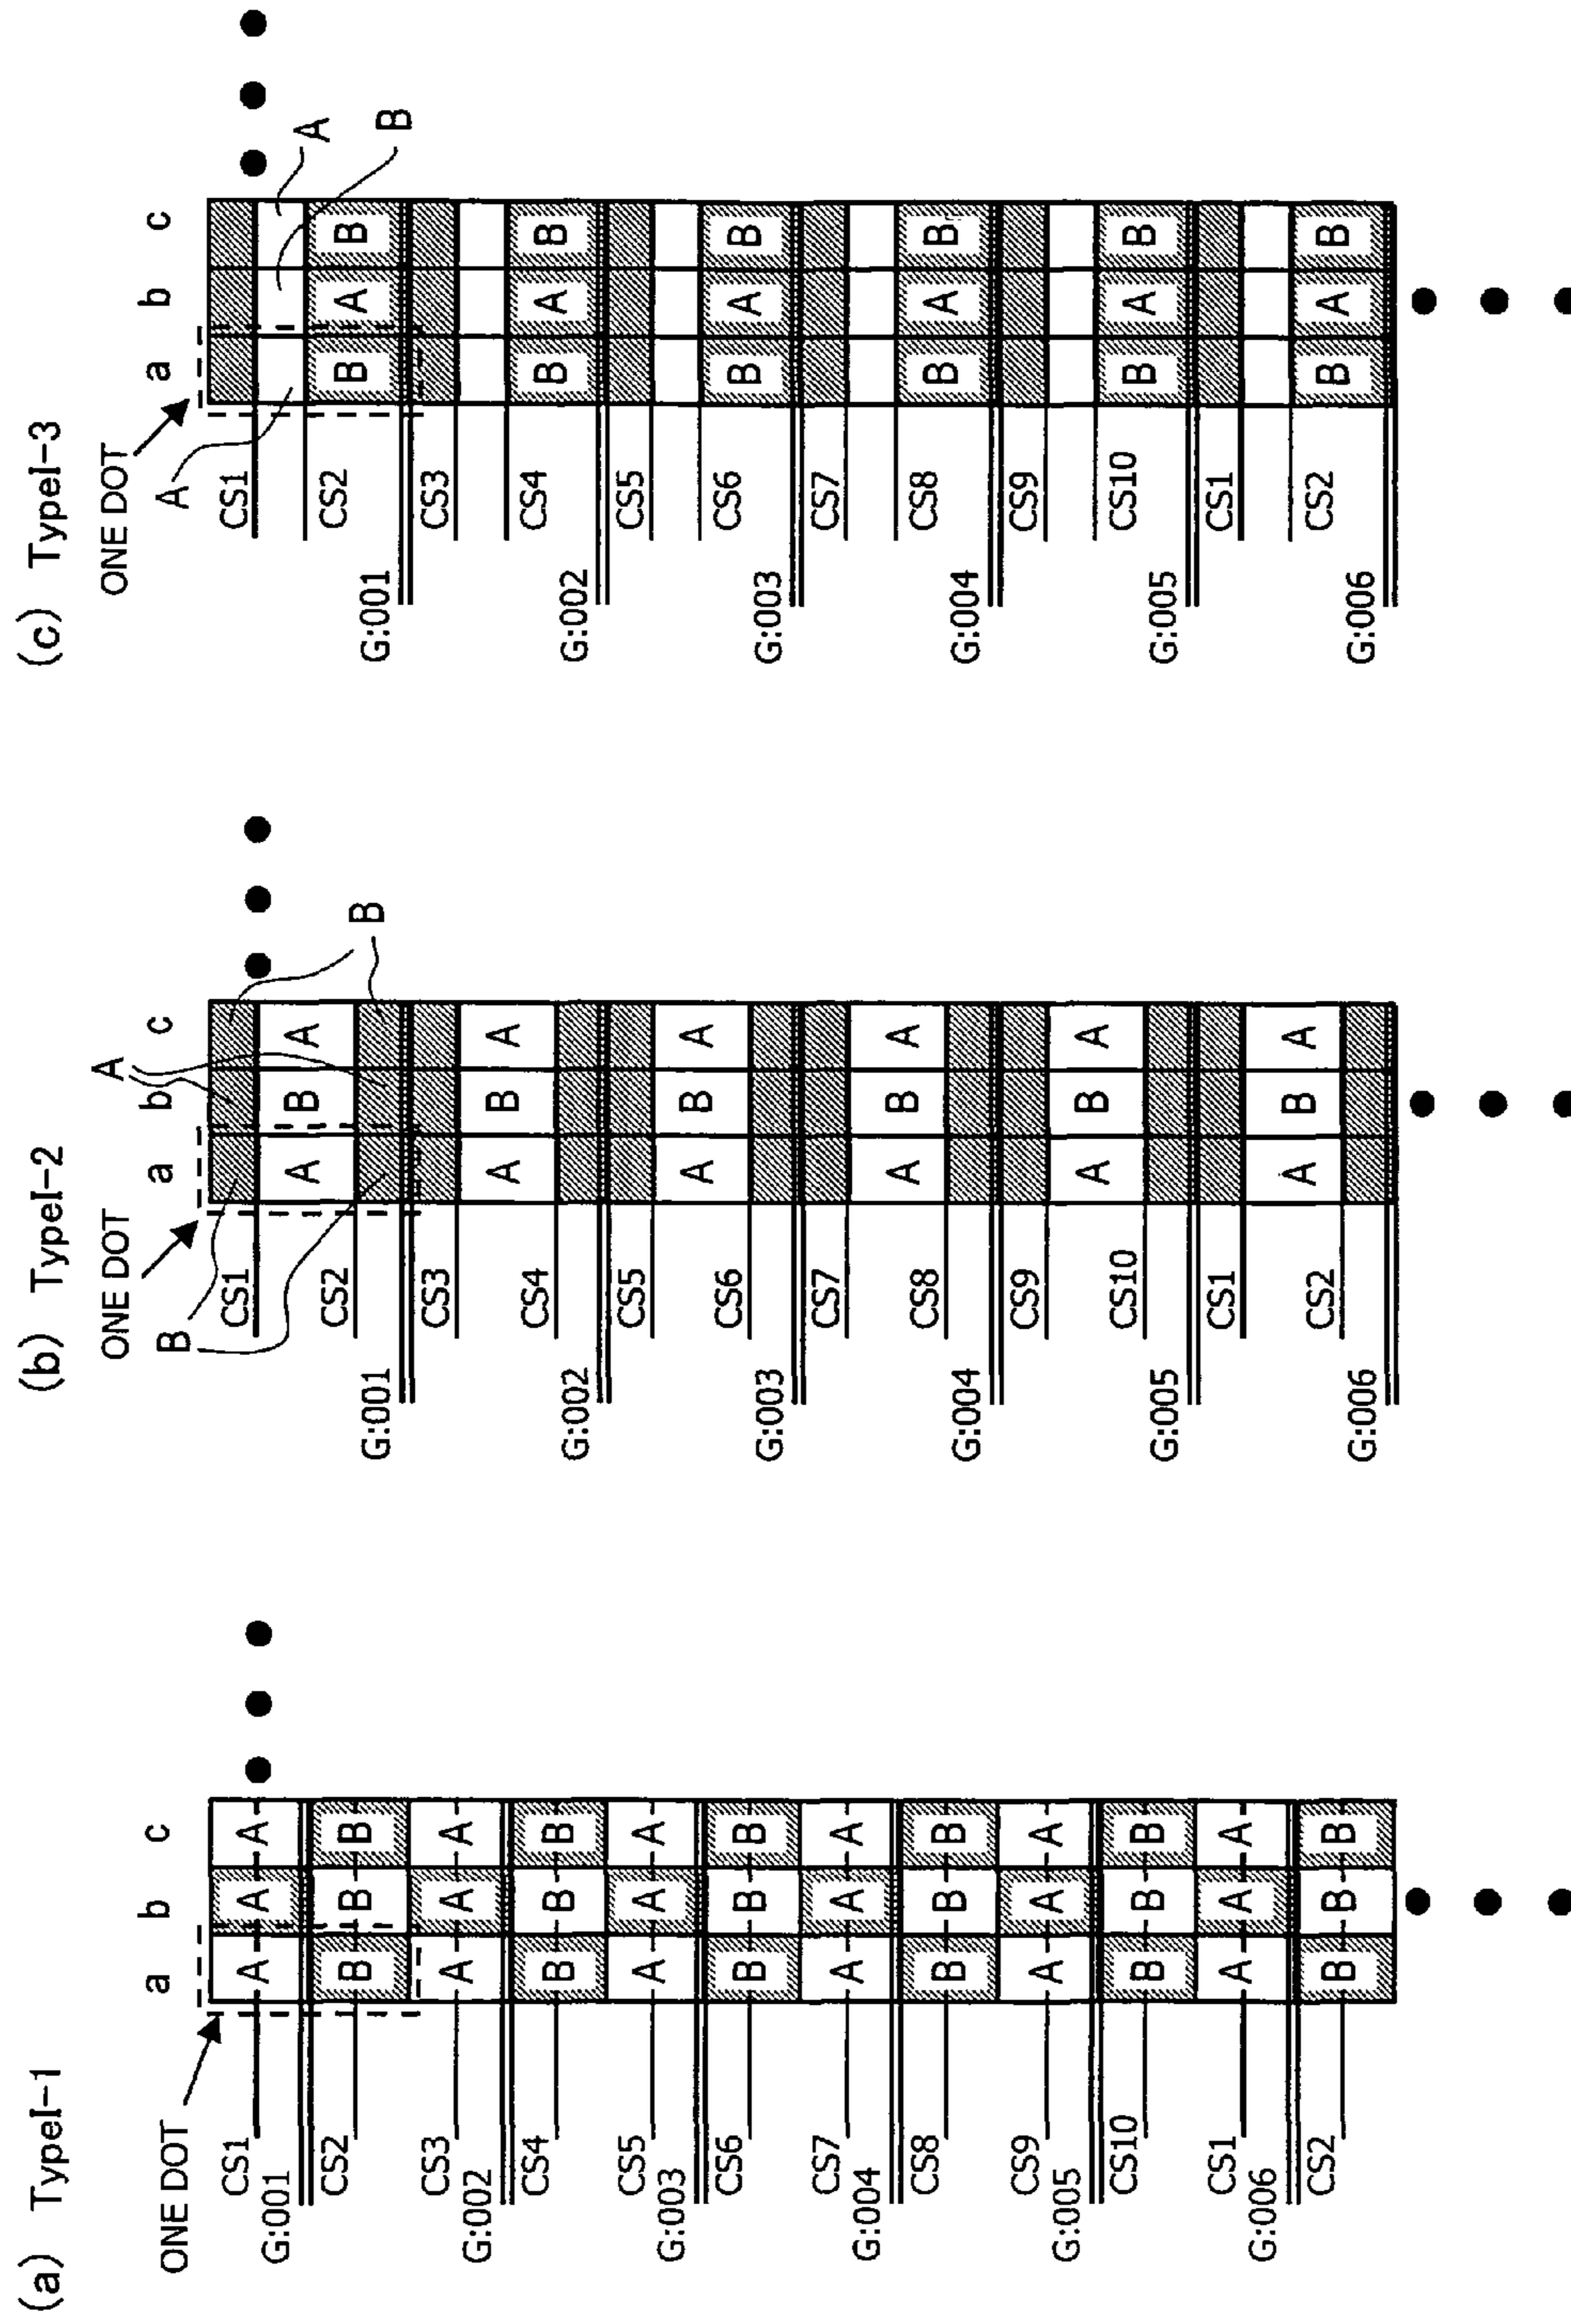 (a) TypeI-1
ONE DOT
a b c
CS1 A A A
G:001
CS2 B B B
CS3 A A A
G:002
CS4 B B B
CS5 A A A
G:003
CS6 B B B
CS7 A A A
G:004
CS8 B B B
CS9 A A A
G:005
CS10 B B B
CS1 A A A
G:006
CS2 B B B
(b) TypeI-2
ONE DOT
B
A
B
a b c
CS1
A B A
CS2
G:001
CS3
A B A
CS4
G:002
CS5
A B A
CS6
G:003
CS7
A B A
CS8
G:004
CS9
A B A
CS10
G:005
CS1
A B A
CS2
G:006
(c) TypeI-3
ONE DOT
A
A
B
a b c
CS1
CS2
B A B
G:001
CS3
CS4
B A B
G:002
CS5
CS6
B A B
G:003
CS7
CS8
B A B
G:004
CS9
CS10
B A B
G:005
CS1
CS2
B A B
G:006